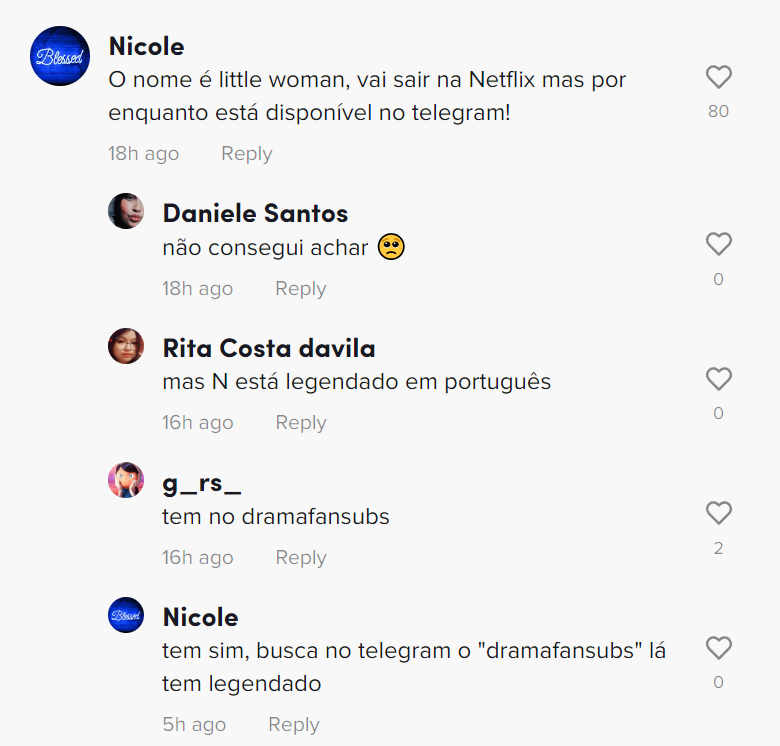 Blessed
Nicole
O nome é little woman, vai sair na Netflix mas por
enquanto está disponível no telegram!
80
18h ago Reply
Daniele Santos
não consegui achar 🥺
0
18h ago Reply
Rita Costa davila
mas N está legendado em português
0
16h ago Reply
g_rs_
tem no dramafansubs
2
16h ago Reply
Blessed
Nicole
tem sim, busca no telegram o "dramafansubs" lá
tem legendado
0
5h ago Reply